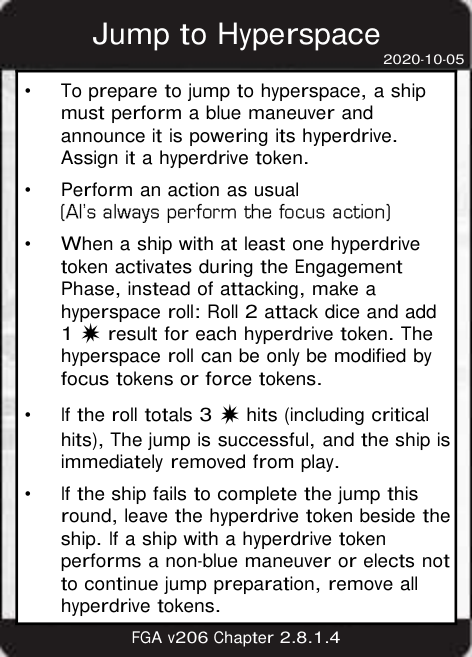 Jump to Hyperspace
2020-10-05
• To prepare to jump to hyperspace, a ship
must perform a blue maneuver and
announce it is powering its hyperdrive.
Assign it a hyperdrive token.
• Perform an action as usual
(AI's always perform the focus action)
• When a ship with at least one hyperdrive
token activates during the Engagement
Phase, instead of attacking, make a
hyperspace roll: Roll 2 attack dice and add
1 result for each hyperdrive token. The
hyperspace roll can be only be modified by
focus tokens or force tokens.
• If the roll totals 3 hits (including critical
hits), The jump is successful, and the ship is
immediately removed from play.
• If the ship fails to complete the jump this
round, leave the hyperdrive token beside the
ship. If a ship with a hyperdrive token
performs a non-blue maneuver or elects not
to continue jump preparation, remove all
hyperdrive tokens.
FGA v206 Chapter 2.8.1.4